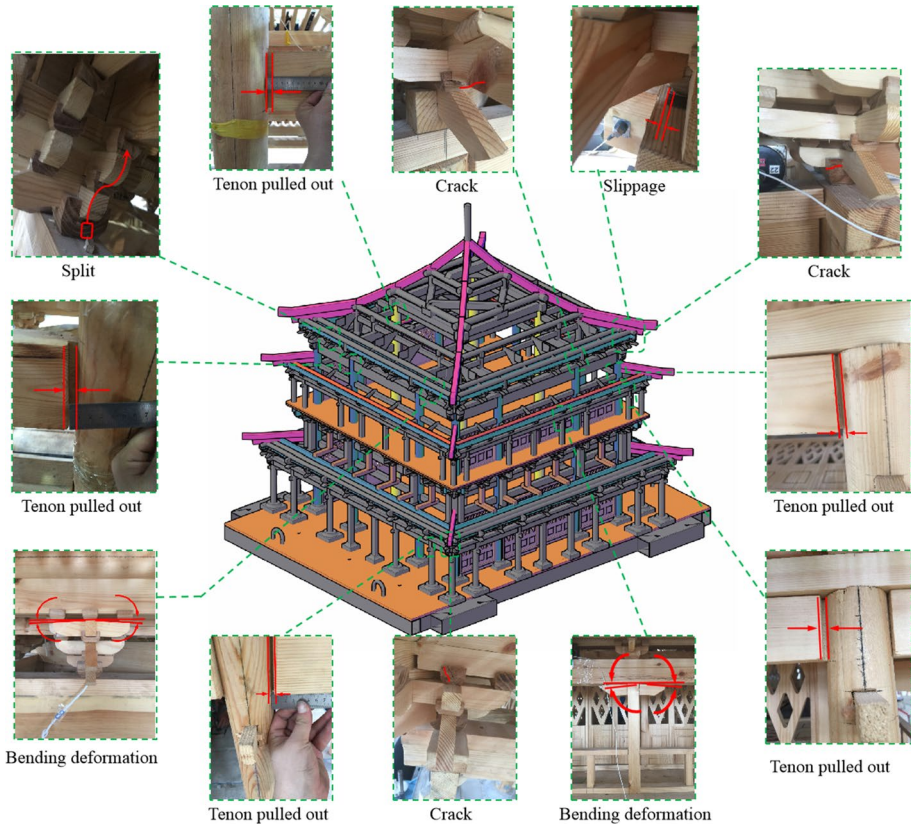 Tenon pulled out
Crack
Slippage
Split
Crack
Tenon pulled out
Tenon pulled out
Bending deformation
Tenon pulled out
Crack
Bending deformation
Tenon pulled out